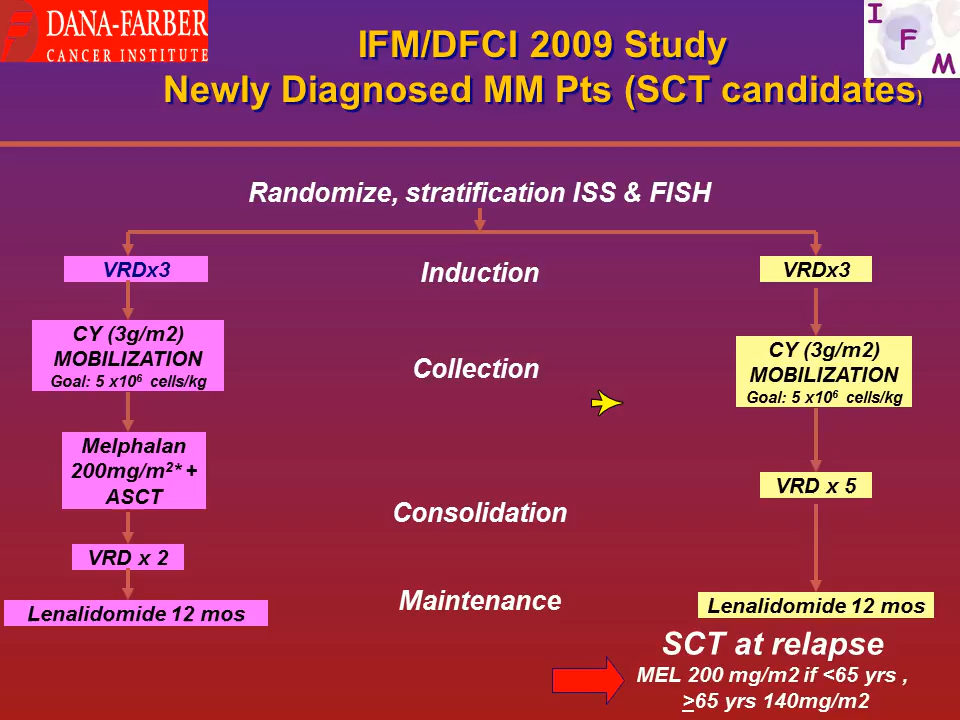 DANA-FARBER
CANCER INSTITUTE
IFM
IFM/DFCI 2009 Study
Newly Diagnosed MM Pts (SCT candidates)
Randomize, stratification ISS & FISH
VRDx3
Induction
VRDx3
CY (3g/m2)
MOBILIZATION
Goal: 5 x10⁶ cells/kg
Collection
CY (3g/m2)
MOBILIZATION
Goal: 5 x10⁶ cells/kg
Melphalan
200mg/m²* +
ASCT
VRD x 5
Consolidation
VRD x 2
Maintenance
Lenalidomide 12 mos
Lenalidomide 12 mos
SCT at relapse
MEL 200 mg/m2 if <65 yrs ,
≥65 yrs 140mg/m2